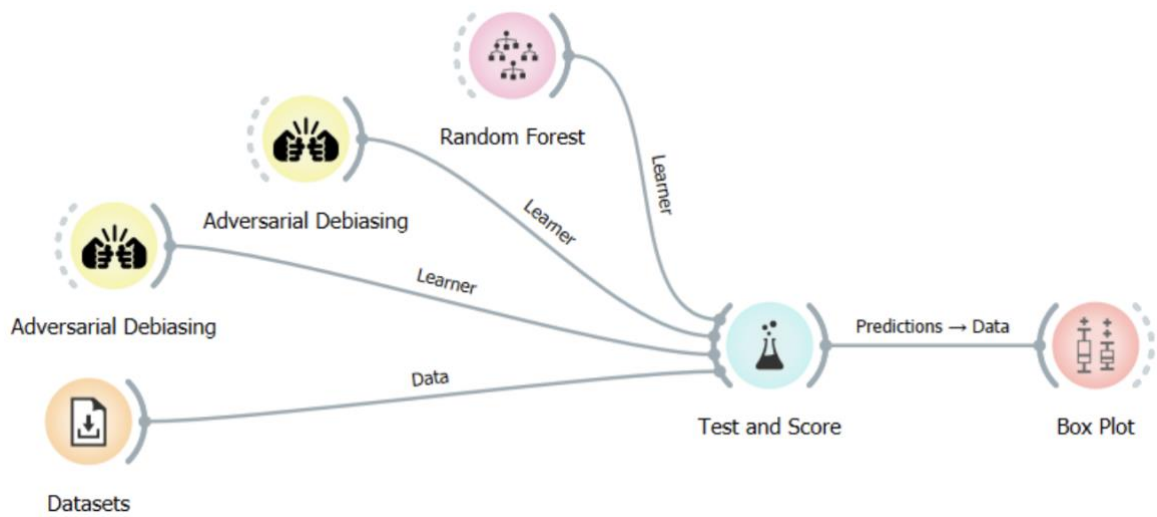 Random Forest
Learner
Adversarial Debiasing
Learner
Adversarial Debiasing
Learner
Datasets
Data
Test and Score
Predictions → Data
Box Plot